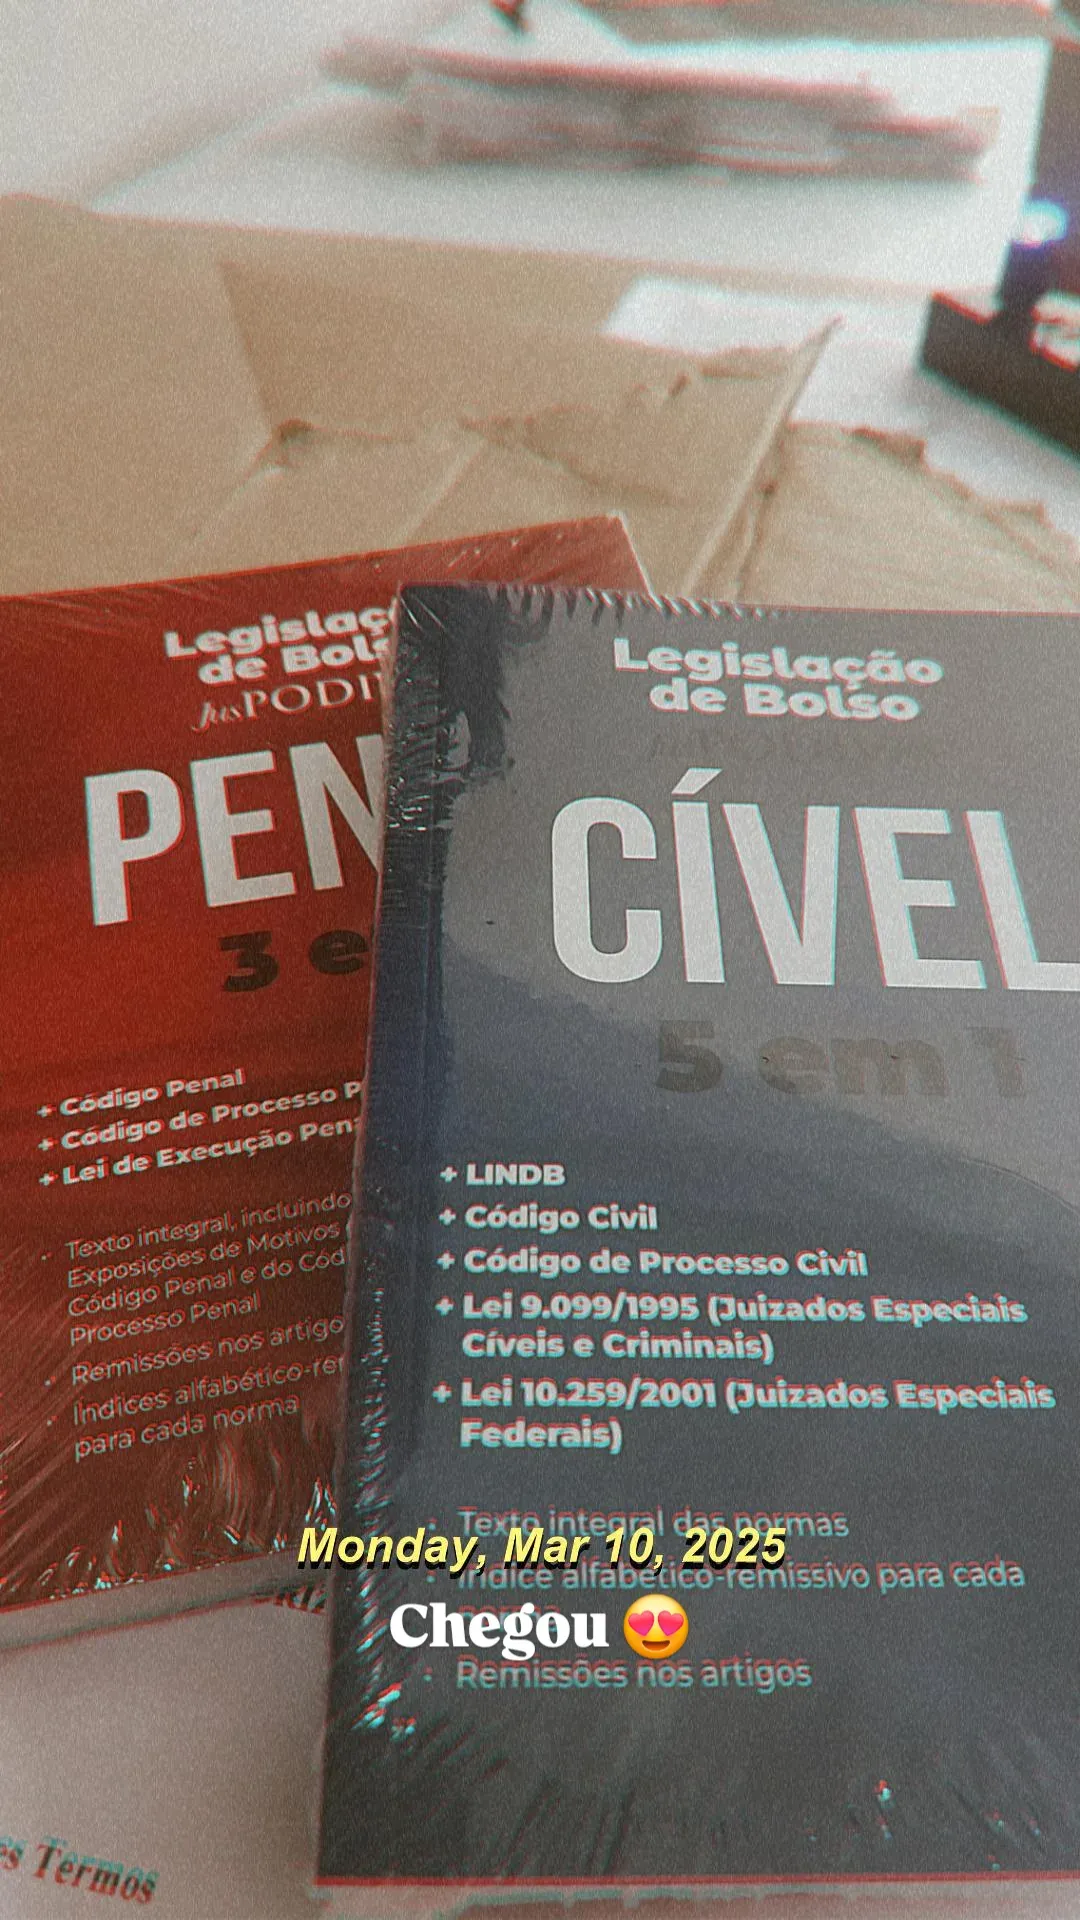 Legislaç
de Bols
JusPODI
PEN
3 e
+ Código Penal
+ Código de Processo P
+ Lei de Execução Pena
· Texto integral, incluindo
Exposições de Motivos
Código Penal e do Cód
Processo Penal
· Remissões nos artigo
· Índices alfabético-re
para cada norma
Legislação
de Bolso
CÍVEL
5 em 1
+ LINDB
+ Código Civil
+ Código de Processo Civil
+ Lei 9.099/1995 (Juizados Especiais
Cíveis e Criminais)
+ Lei 10.259/2001 (Juizados Especiais
Federais)
· Texto integral das normas
Monday, Mar 10, 2025
· Índice alfabético-remissivo para cada
Chegou 😍
· Remissões nos artigos
es Termos